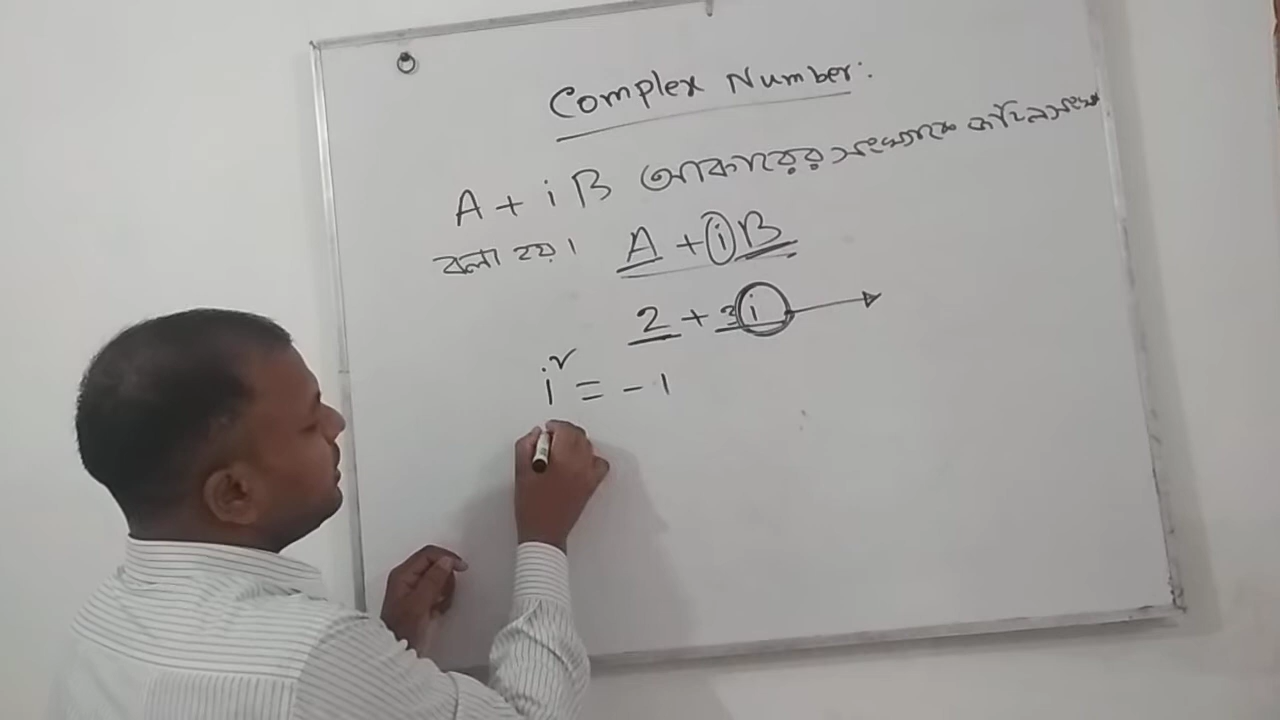 Complex Number:
A + iB আকারের সংখ্যাকে জটিল সংখ্যা
বলা হয়। A + iB
2 + 3i
i² = -1